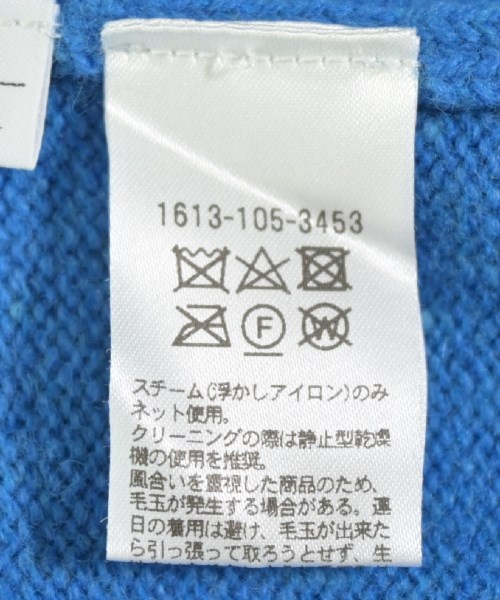 1613-105-3453
F
W
スチーム(浮かしアイロン)のみ
ネット使用。
クリーニングの際は静止型乾燥
機の使用を推奨。
風合いを重視した商品のため、
毛玉が発生する場合がある。連
日の着用は避け、毛玉が出来た
ら引っ張って取ろうとせず、生